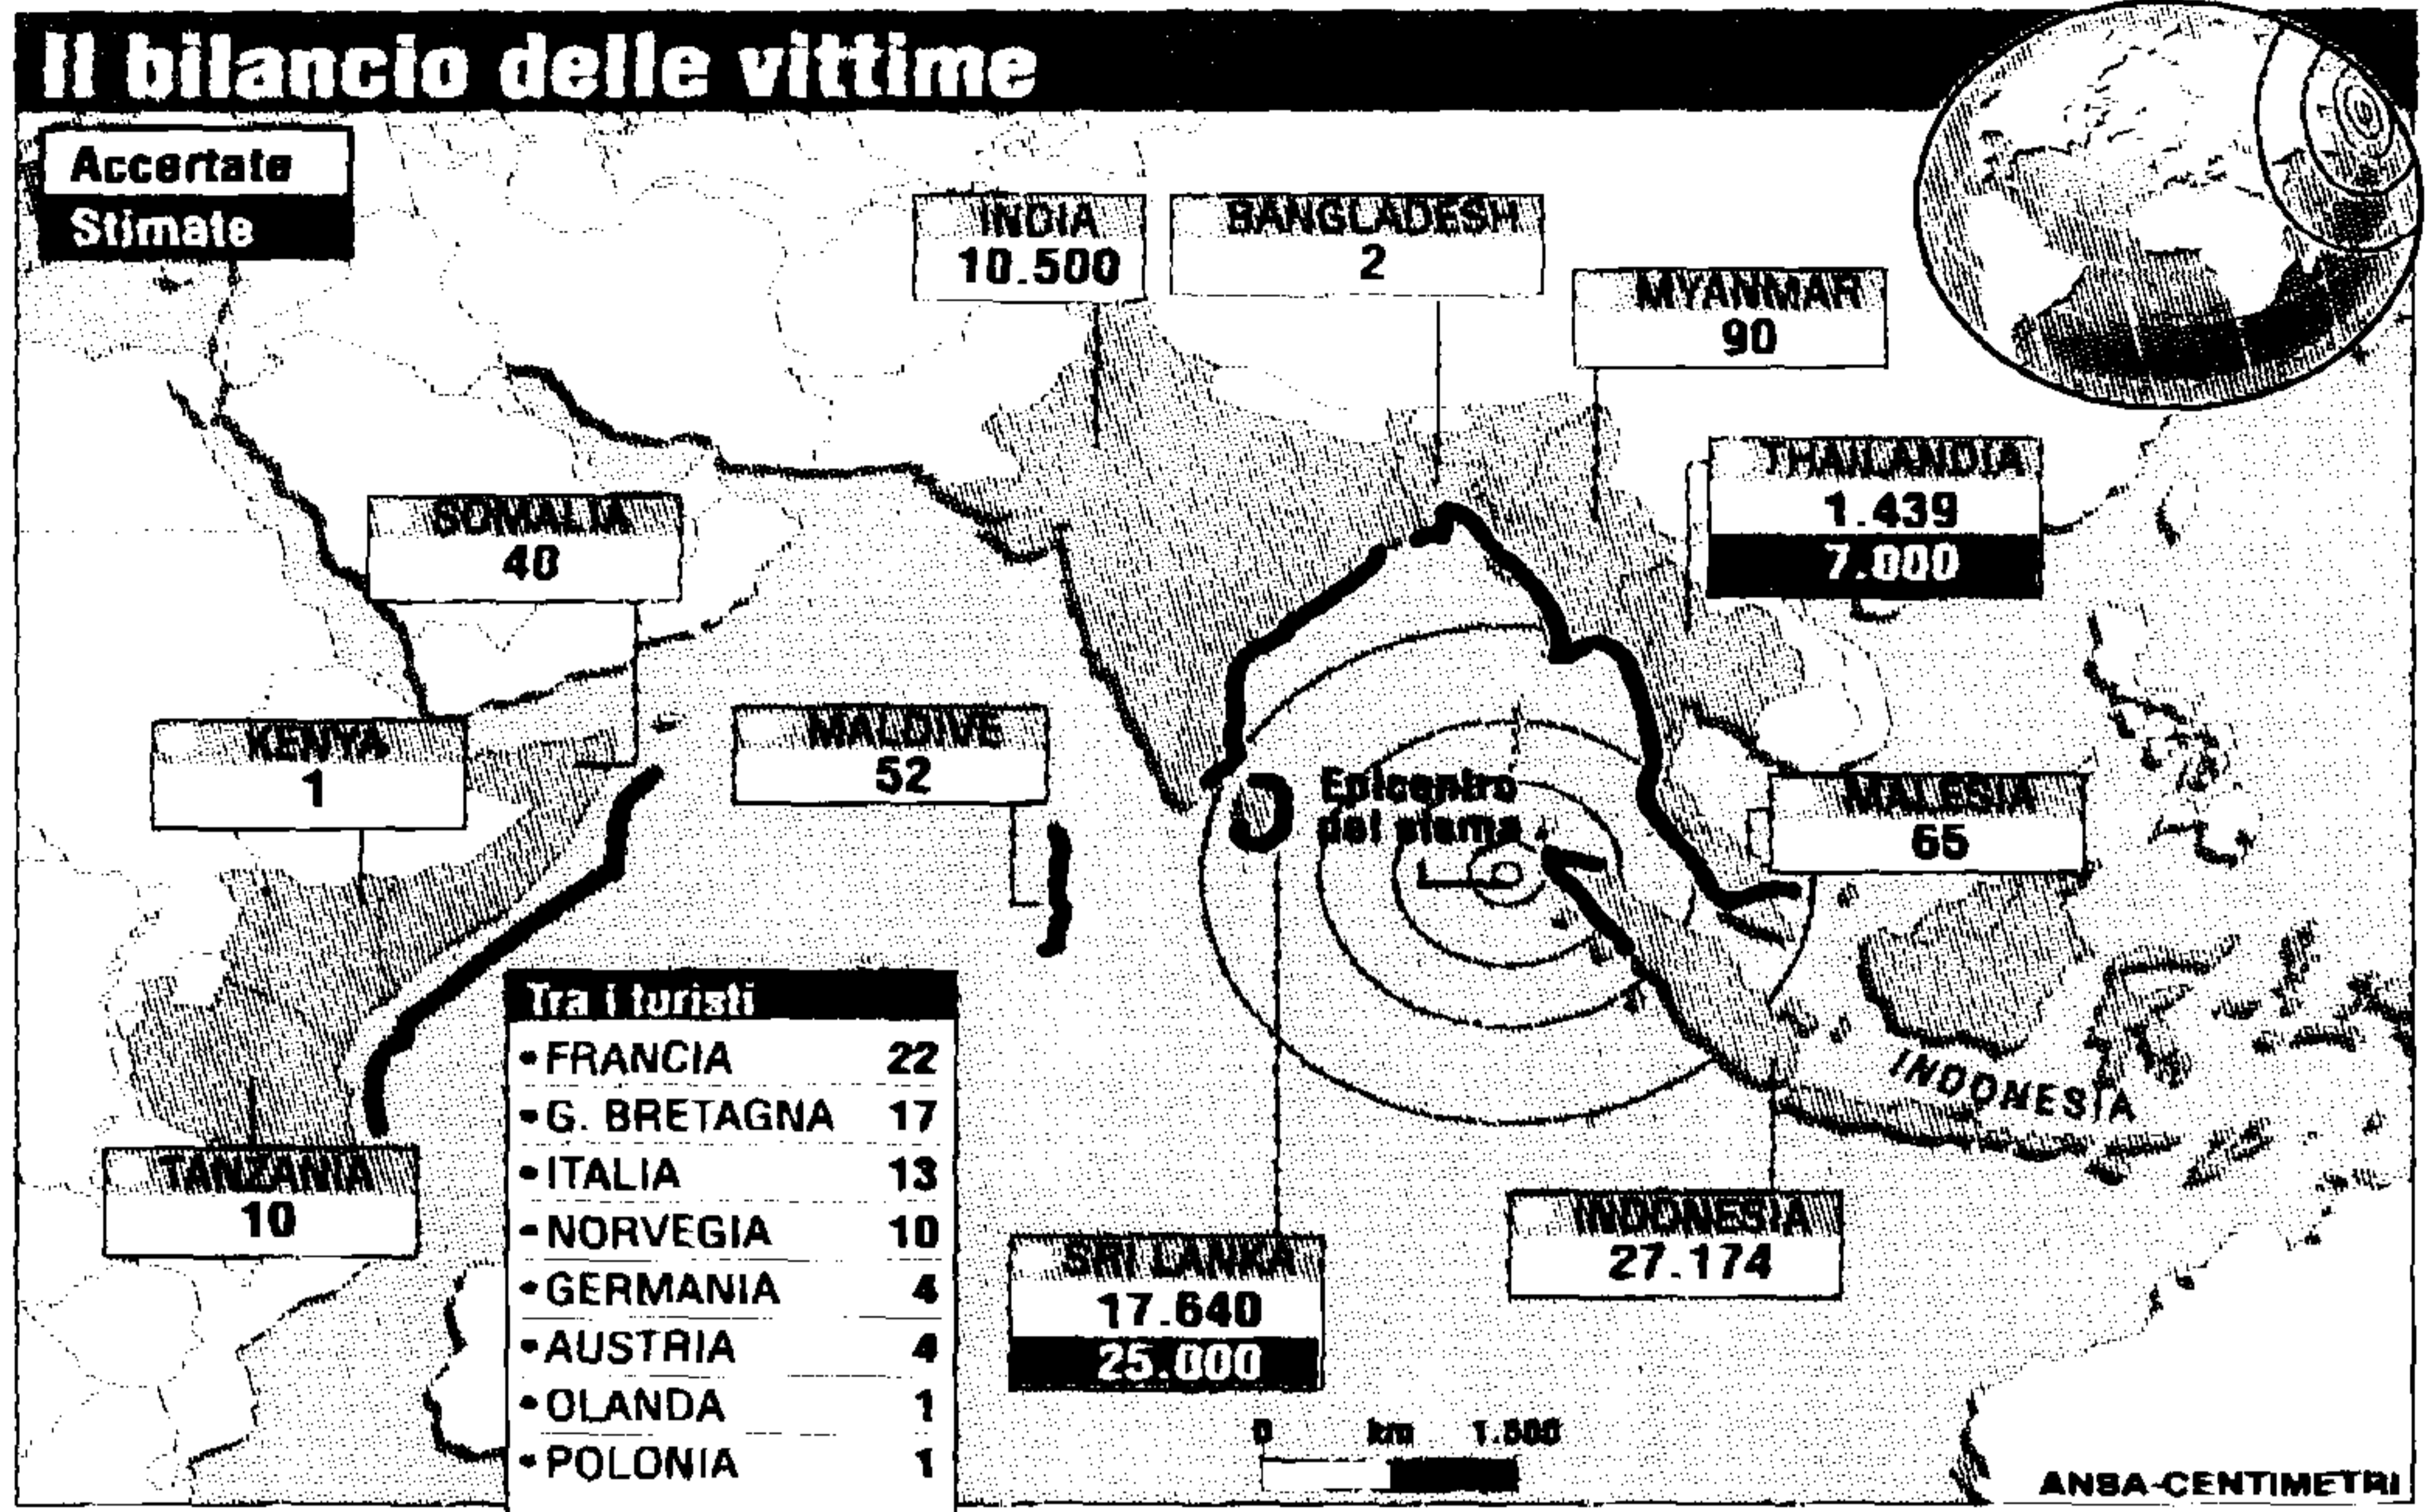 Il bilancio delle vittime
Accertate
Stimate
INDIA
10.500
BANGLADESH
2
MYANMAR
90
THAILANDIA
1.439
7.000
SOMALIA
40
KENYA
1
MALDIVE
52
Epicentro
del sisma
MALESIA
65
Tra i turisti
• FRANCIA 22
• G. BRETAGNA 17
• ITALIA 13
• NORVEGIA 10
• GERMANIA 4
• AUSTRIA 4
• OLANDA 1
• POLONIA 1
INDONESIA
TANZANIA
10
SRI LANKA
17.640
25.000
INDONESIA
27.174
0 km 1.500
ANSA-CENTIMETRI